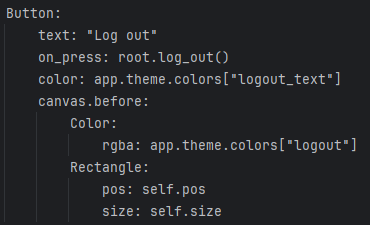 Button:
    text: "Log out"
    on_press: root.log_out()
    color: app.theme.colors["logout_text"]
    canvas.before:
        Color:
            rgba: app.theme.colors["logout"]
        Rectangle:
            pos: self.pos
            size: self.size